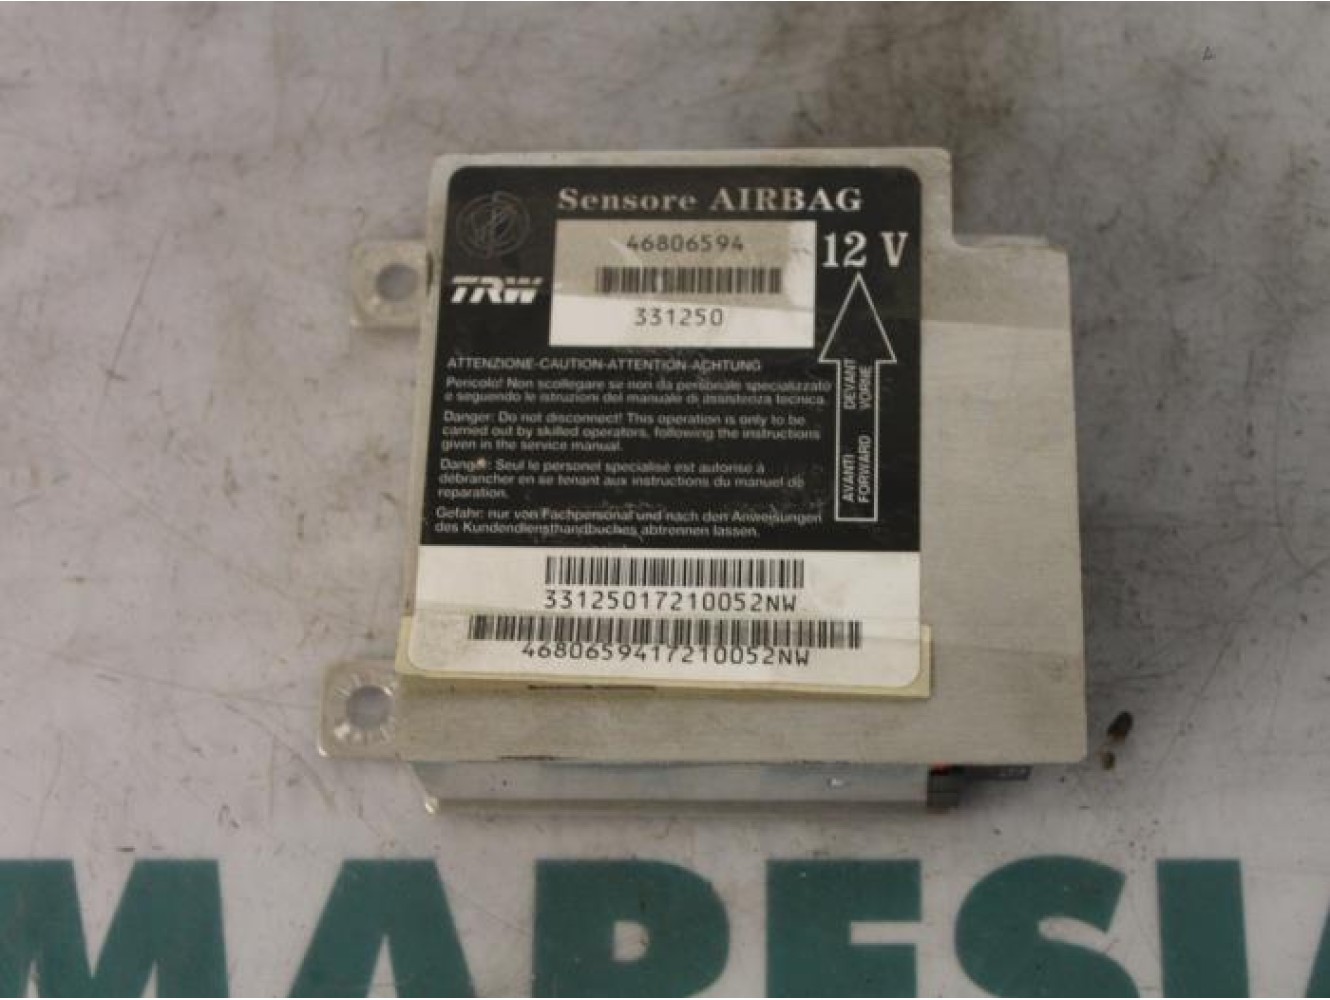 Sensore AIRBAG
46806594
12 V
TRW
331250
ATTENZIONE-CAUTION-ATTENTION-ACHTUNG
Pericolo! Non scollegare se non da personale specializzato
e seguendo le istruzioni del manuale di assistenza tecnica.
Danger: Do not disconnect! This operation is only to be
carried out by skilled operators, following the instructions
given in the service manual.
Danger: Seul le personel specialisé est autorise à
débrancher en se tenant aux instructions du manuel de
reparation.
Gefahr: nur von Fachpersonal und nach den Anweisungen
des Kundendiensthandbuches abtrennen lassen.
AVANTI DEVANT
FORWARD VORNE
33125017210052NW
4680659417210052NW
MARESIA